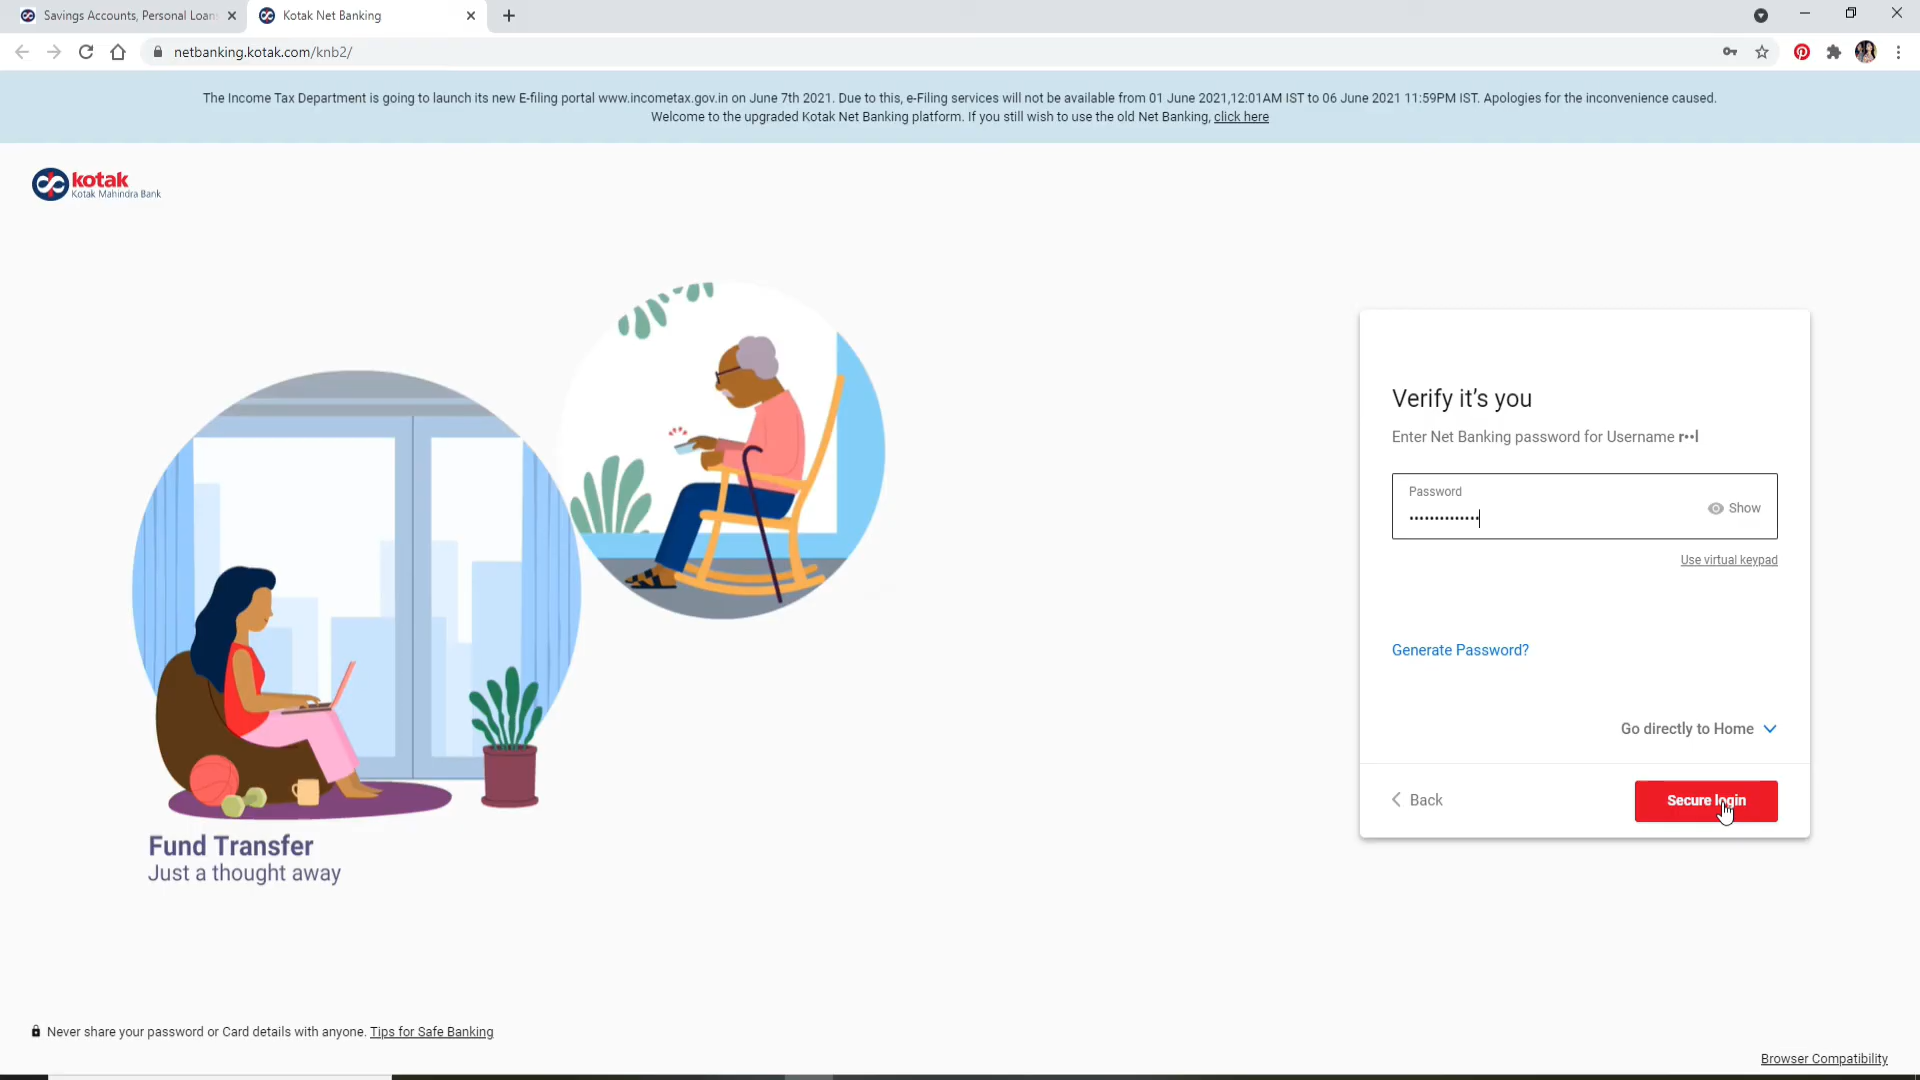 Savings Accounts, Personal Loan
Kotak Net Banking
netbanking.kotak.com/knb2/
The Income Tax Department is going to launch its new E-filing portal www.incometax.gov.in on June 7th 2021. Due to this, e-Filing services will not be available from 01 June 2021,12:01AM IST to 06 June 2021 11:59PM IST. Apologies for the inconvenience caused.
Welcome to the upgraded Kotak Net Banking platform. If you still wish to use the old Net Banking, click here
kotak
Kotak Mahindra Bank
Verify it's you
Enter Net Banking password for Username r••l
Password
••••••••••••••
Show
Use virtual keypad
Generate Password?
Go directly to Home
Back
Secure login
Fund Transfer
Just a thought away
Never share your password or Card details with anyone. Tips for Safe Banking
Browser Compatibility